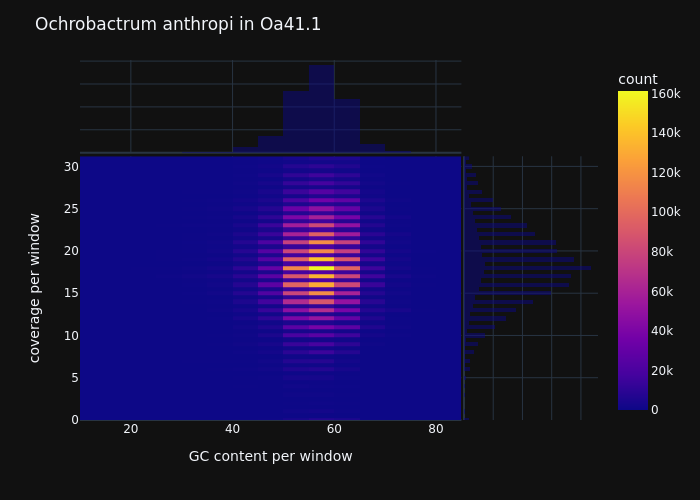 Ochrobactrum anthropi in Oa41.1
count
160k
140k
120k
100k
80k
60k
40k
20k
0
30
25
20
15
10
5
0
coverage per window
20
40
60
80
GC content per window